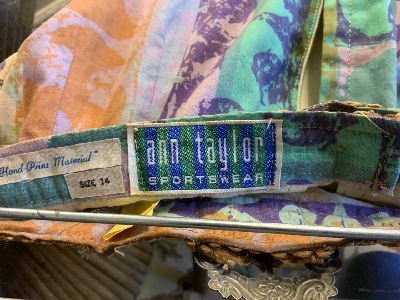 Hand Print Material"
SIZE 14
ann taylor
SPORTSWEAR